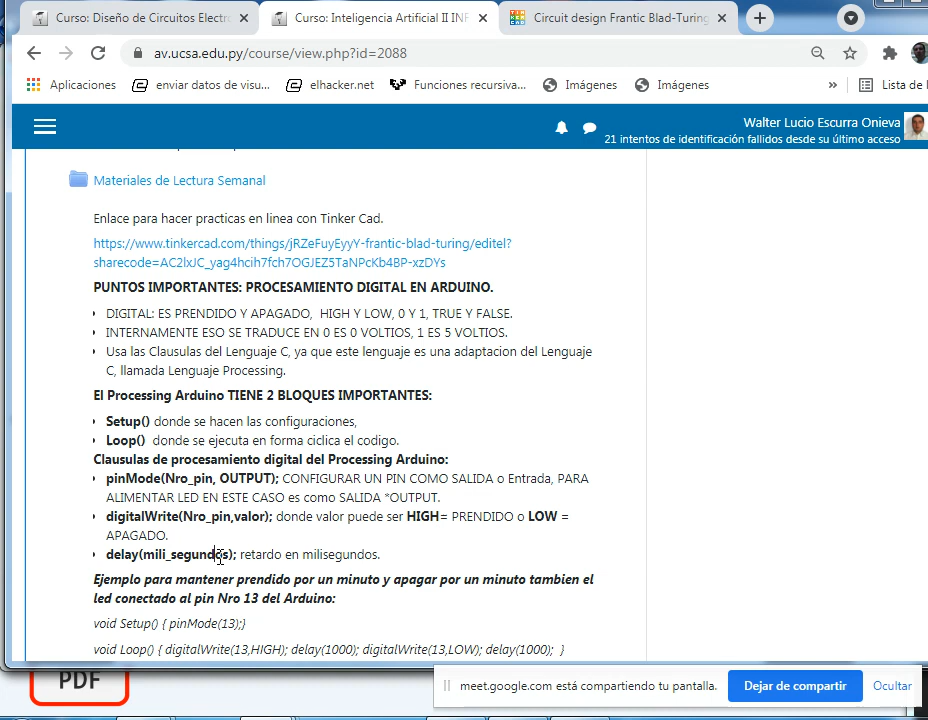 Curso: Diseño de Circuitos Electr
Curso: Inteligencia Artificial II INF
Circuit design Frantic Blad-Turing
av.ucsa.edu.py/course/view.php?id=2088
Aplicaciones
enviar datos de visu...
elhacker.net
Funciones recursiva...
Imágenes
Imágenes
»
Lista de
Walter Lucio Escurra Onieva
21 intentos de identificación fallidos desde su último acceso
Materiales de Lectura Semanal
Enlace para hacer practicas en linea con Tinker Cad.
https://www.tinkercad.com/things/jRZeFuyEyyY-frantic-blad-turing/editel?
sharecode=AC2lxJC_yag4hcih7fch7OGJEZ5TaNPcKb4BP-xzDYs
PUNTOS IMPORTANTES: PROCESAMIENTO DIGITAL EN ARDUINO.
DIGITAL: ES PRENDIDO Y APAGADO, HIGH Y LOW, 0 Y 1, TRUE Y FALSE.
INTERNAMENTE ESO SE TRADUCE EN 0 ES 0 VOLTIOS, 1 ES 5 VOLTIOS.
Usa las Clausulas del Lenguaje C, ya que este lenguaje es una adaptacion del Lenguaje
C, llamada Lenguaje Processing.
El Processing Arduino TIENE 2 BLOQUES IMPORTANTES:
Setup() donde se hacen las configuraciones,
Loop() donde se ejecuta en forma ciclica el codigo.
Clausulas de procesamiento digital del Processing Arduino:
pinMode(Nro_pin, OUTPUT); CONFIGURAR UN PIN COMO SALIDA o Entrada, PARA
ALIMENTAR LED EN ESTE CASO es como SALIDA *OUTPUT.
digitalWrite(Nro_pin,valor); donde valor puede ser HIGH= PRENDIDO o LOW =
APAGADO.
delay(mili_segundos); retardo en milisegundos.
Ejemplo para mantener prendido por un minuto y apagar por un minuto tambien el
led conectado al pin Nro 13 del Arduino:
void Setup() { pinMode(13);}
void Loop() { digitalWrite(13,HIGH); delay(1000); digitalWrite(13,LOW); delay(1000); }
PDF
meet.google.com está compartiendo tu pantalla.
Dejar de compartir
Ocultar